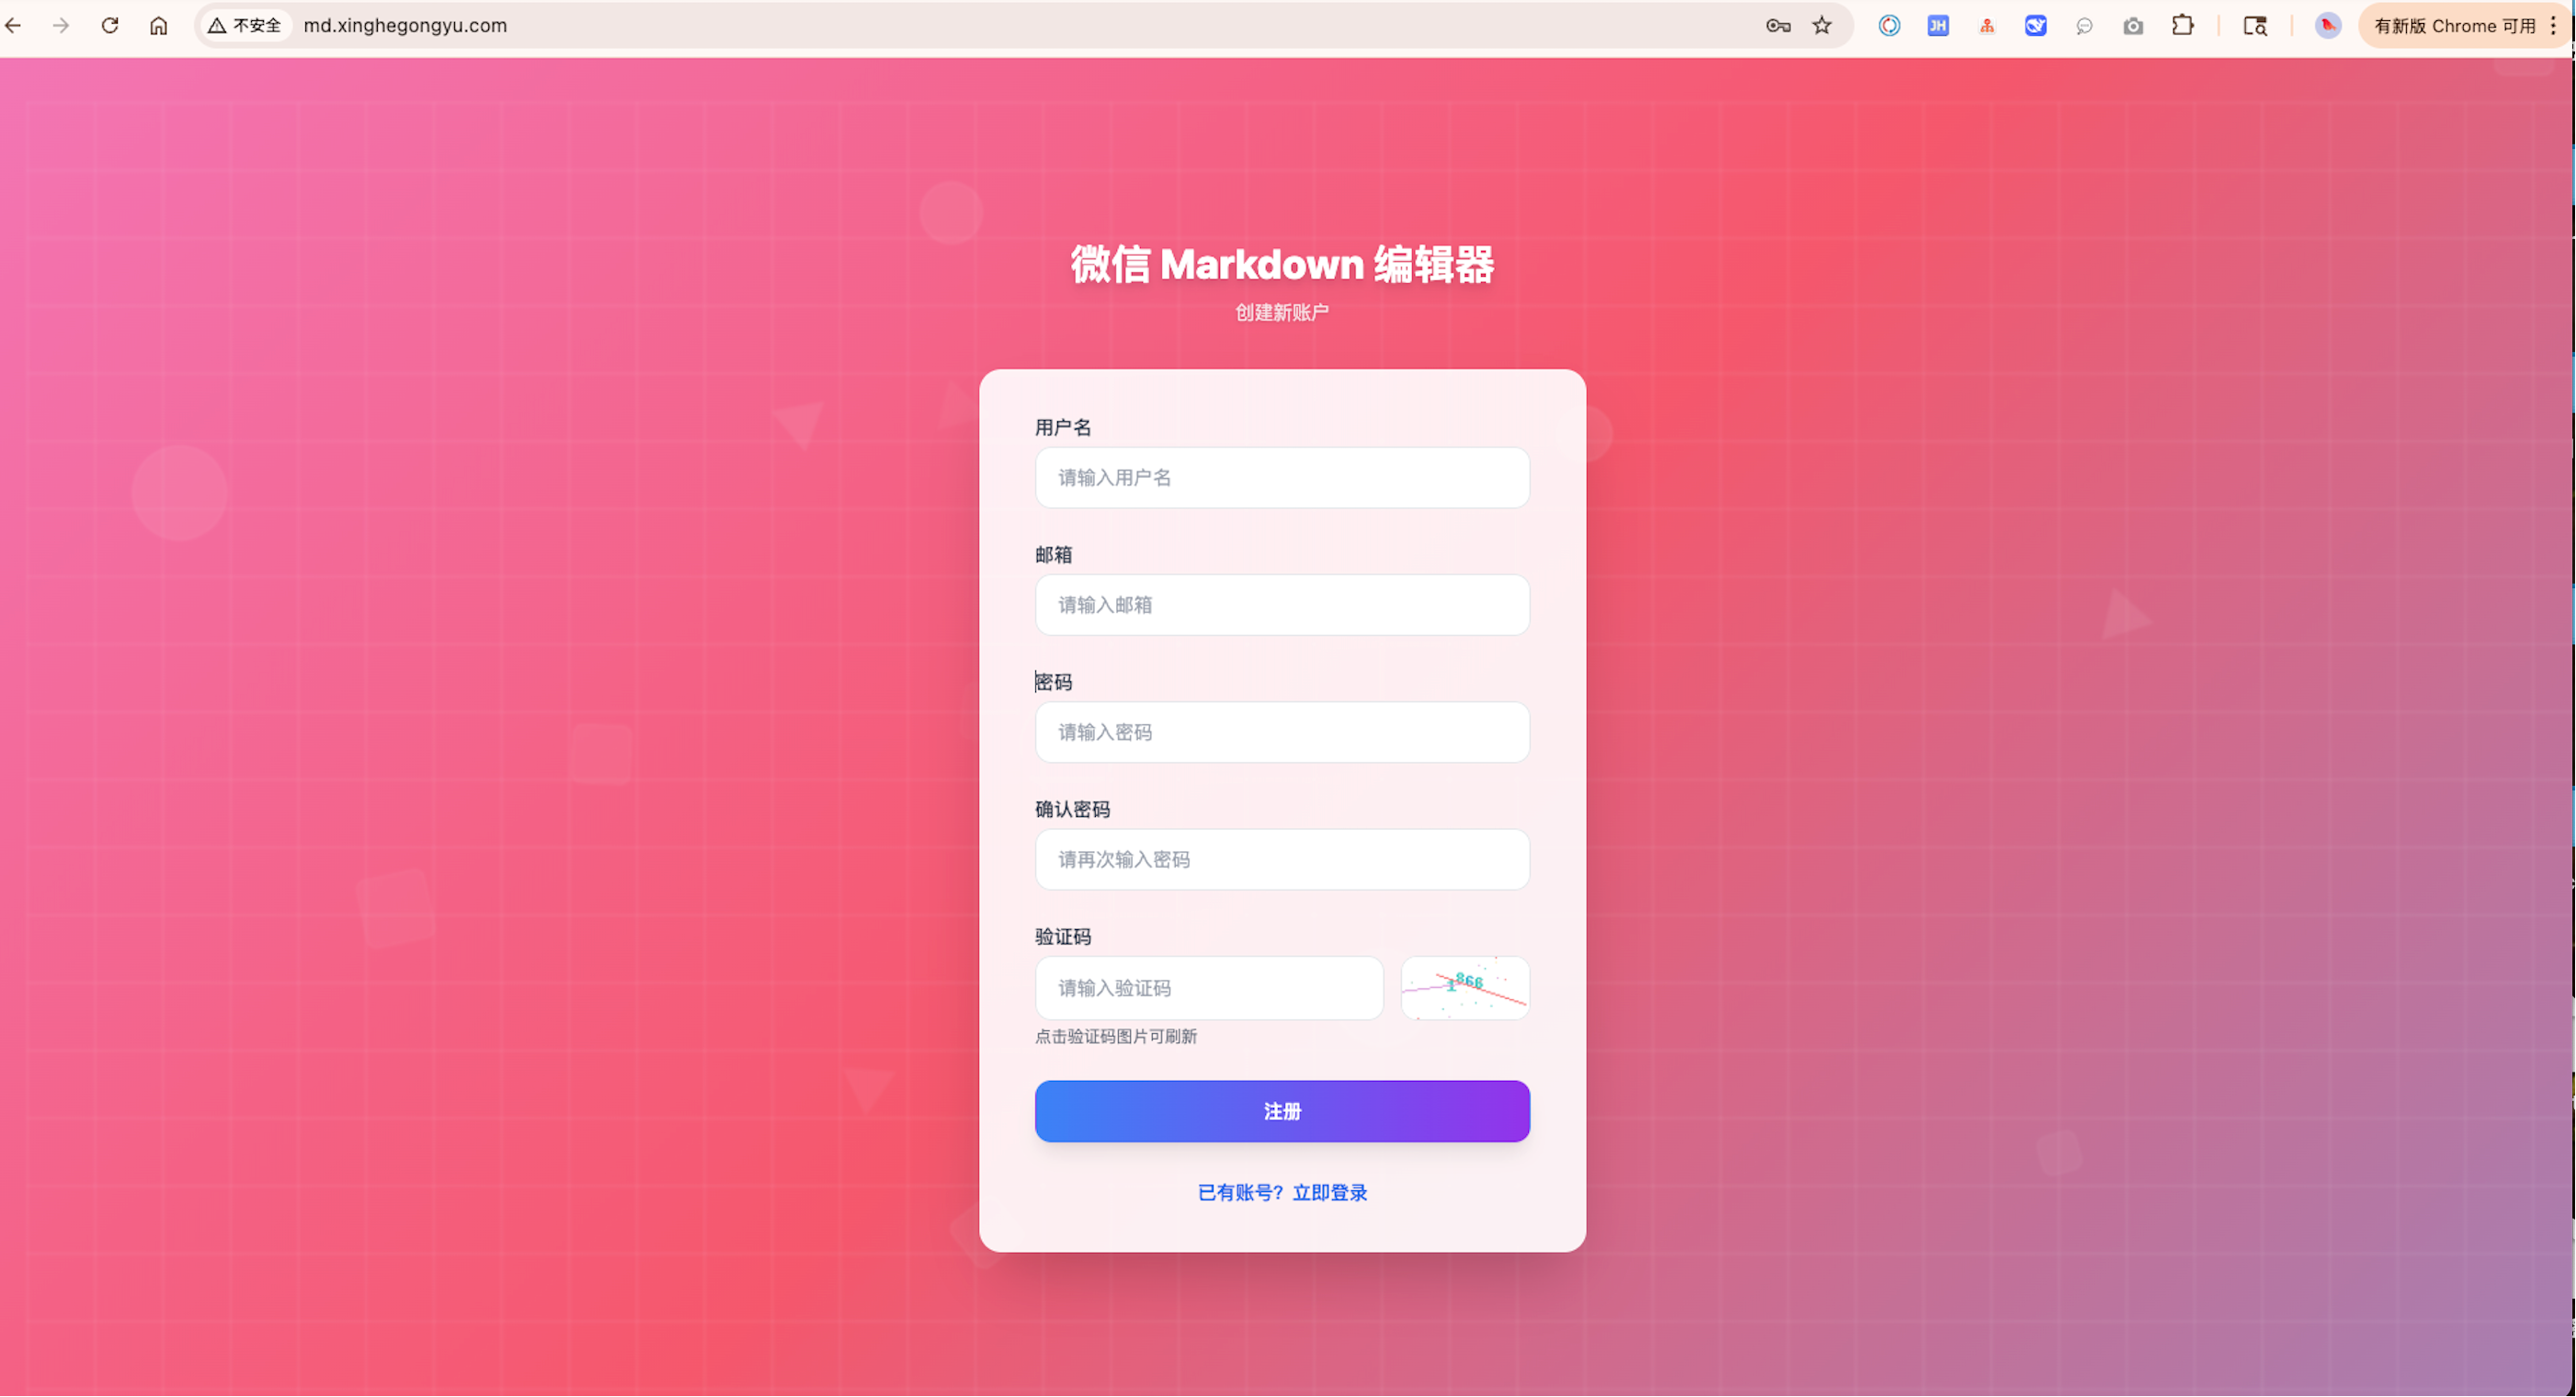 不安全 md.xinghegongyu.com JH 有新版 Chrome 可用
微信 Markdown 编辑器
创建新账户
用户名
请输入用户名
邮箱
请输入邮箱
密码
请输入密码
确认密码
请再次输入密码
验证码
请输入验证码 1866
点击验证码图片可刷新
注册
已有账号？立即登录